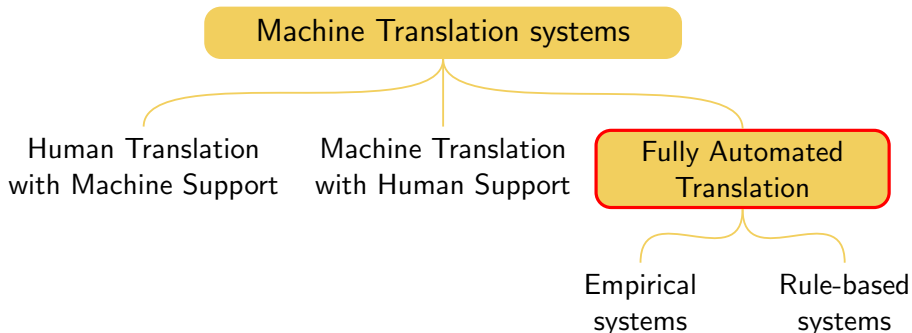 Machine Translation systems
Human Translation
with Machine Support
Machine Translation
with Human Support
Fully Automated
Translation
Empirical
systems
Rule-based
systems